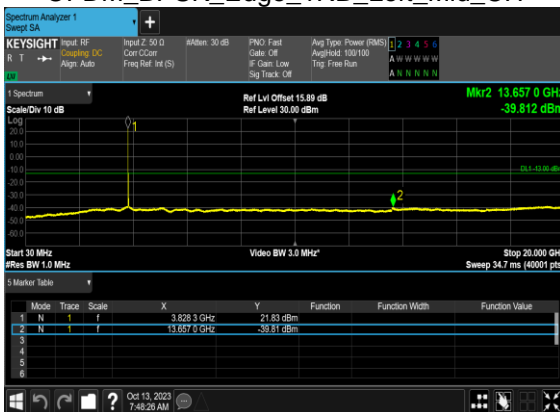 Spectrum Analyzer 1
Swept SA
KEYSIGHT
R T
Input: RF
Coupling: DC
Align: Auto
Input Z: 50 Ω
Corr CCorr
Freq Ref: Int (S)
#Atten: 30 dB
PNO: Fast
Gate: Off
IF Gain: Low
Sig Track: Off
Avg Type: Power (RMS)
Avg|Hold: 100/100
Trig: Free Run
1 2 3 4 5 6
A W W W W W
A N N N N N
LV
1 Spectrum
Scale/Div 10 dB
Ref Lvl Offset 15.89 dB
Ref Level 30.00 dBm
Mkr2 13.657 0 GHz
-39.812 dBm
Log
20.0
10.0
0.00
-10.0
-20.0
-30.0
-40.0
-50.0
-60.0
1
2
DL1 -13.00 dBm
Start 30 MHz
#Res BW 1.0 MHz
Video BW 3.0 MHz*
Stop 20.000 GH
Sweep 34.7 ms (40001 pts
5 Marker Table
Mode Trace Scale X Y Function Function Width Function Value
1 N 1 f 3.828 3 GHz 21.83 dBm
2 N 1 f 13.657 0 GHz -39.81 dBm
3
4
5
6
?
Oct 13, 2023
7:48:26 AM